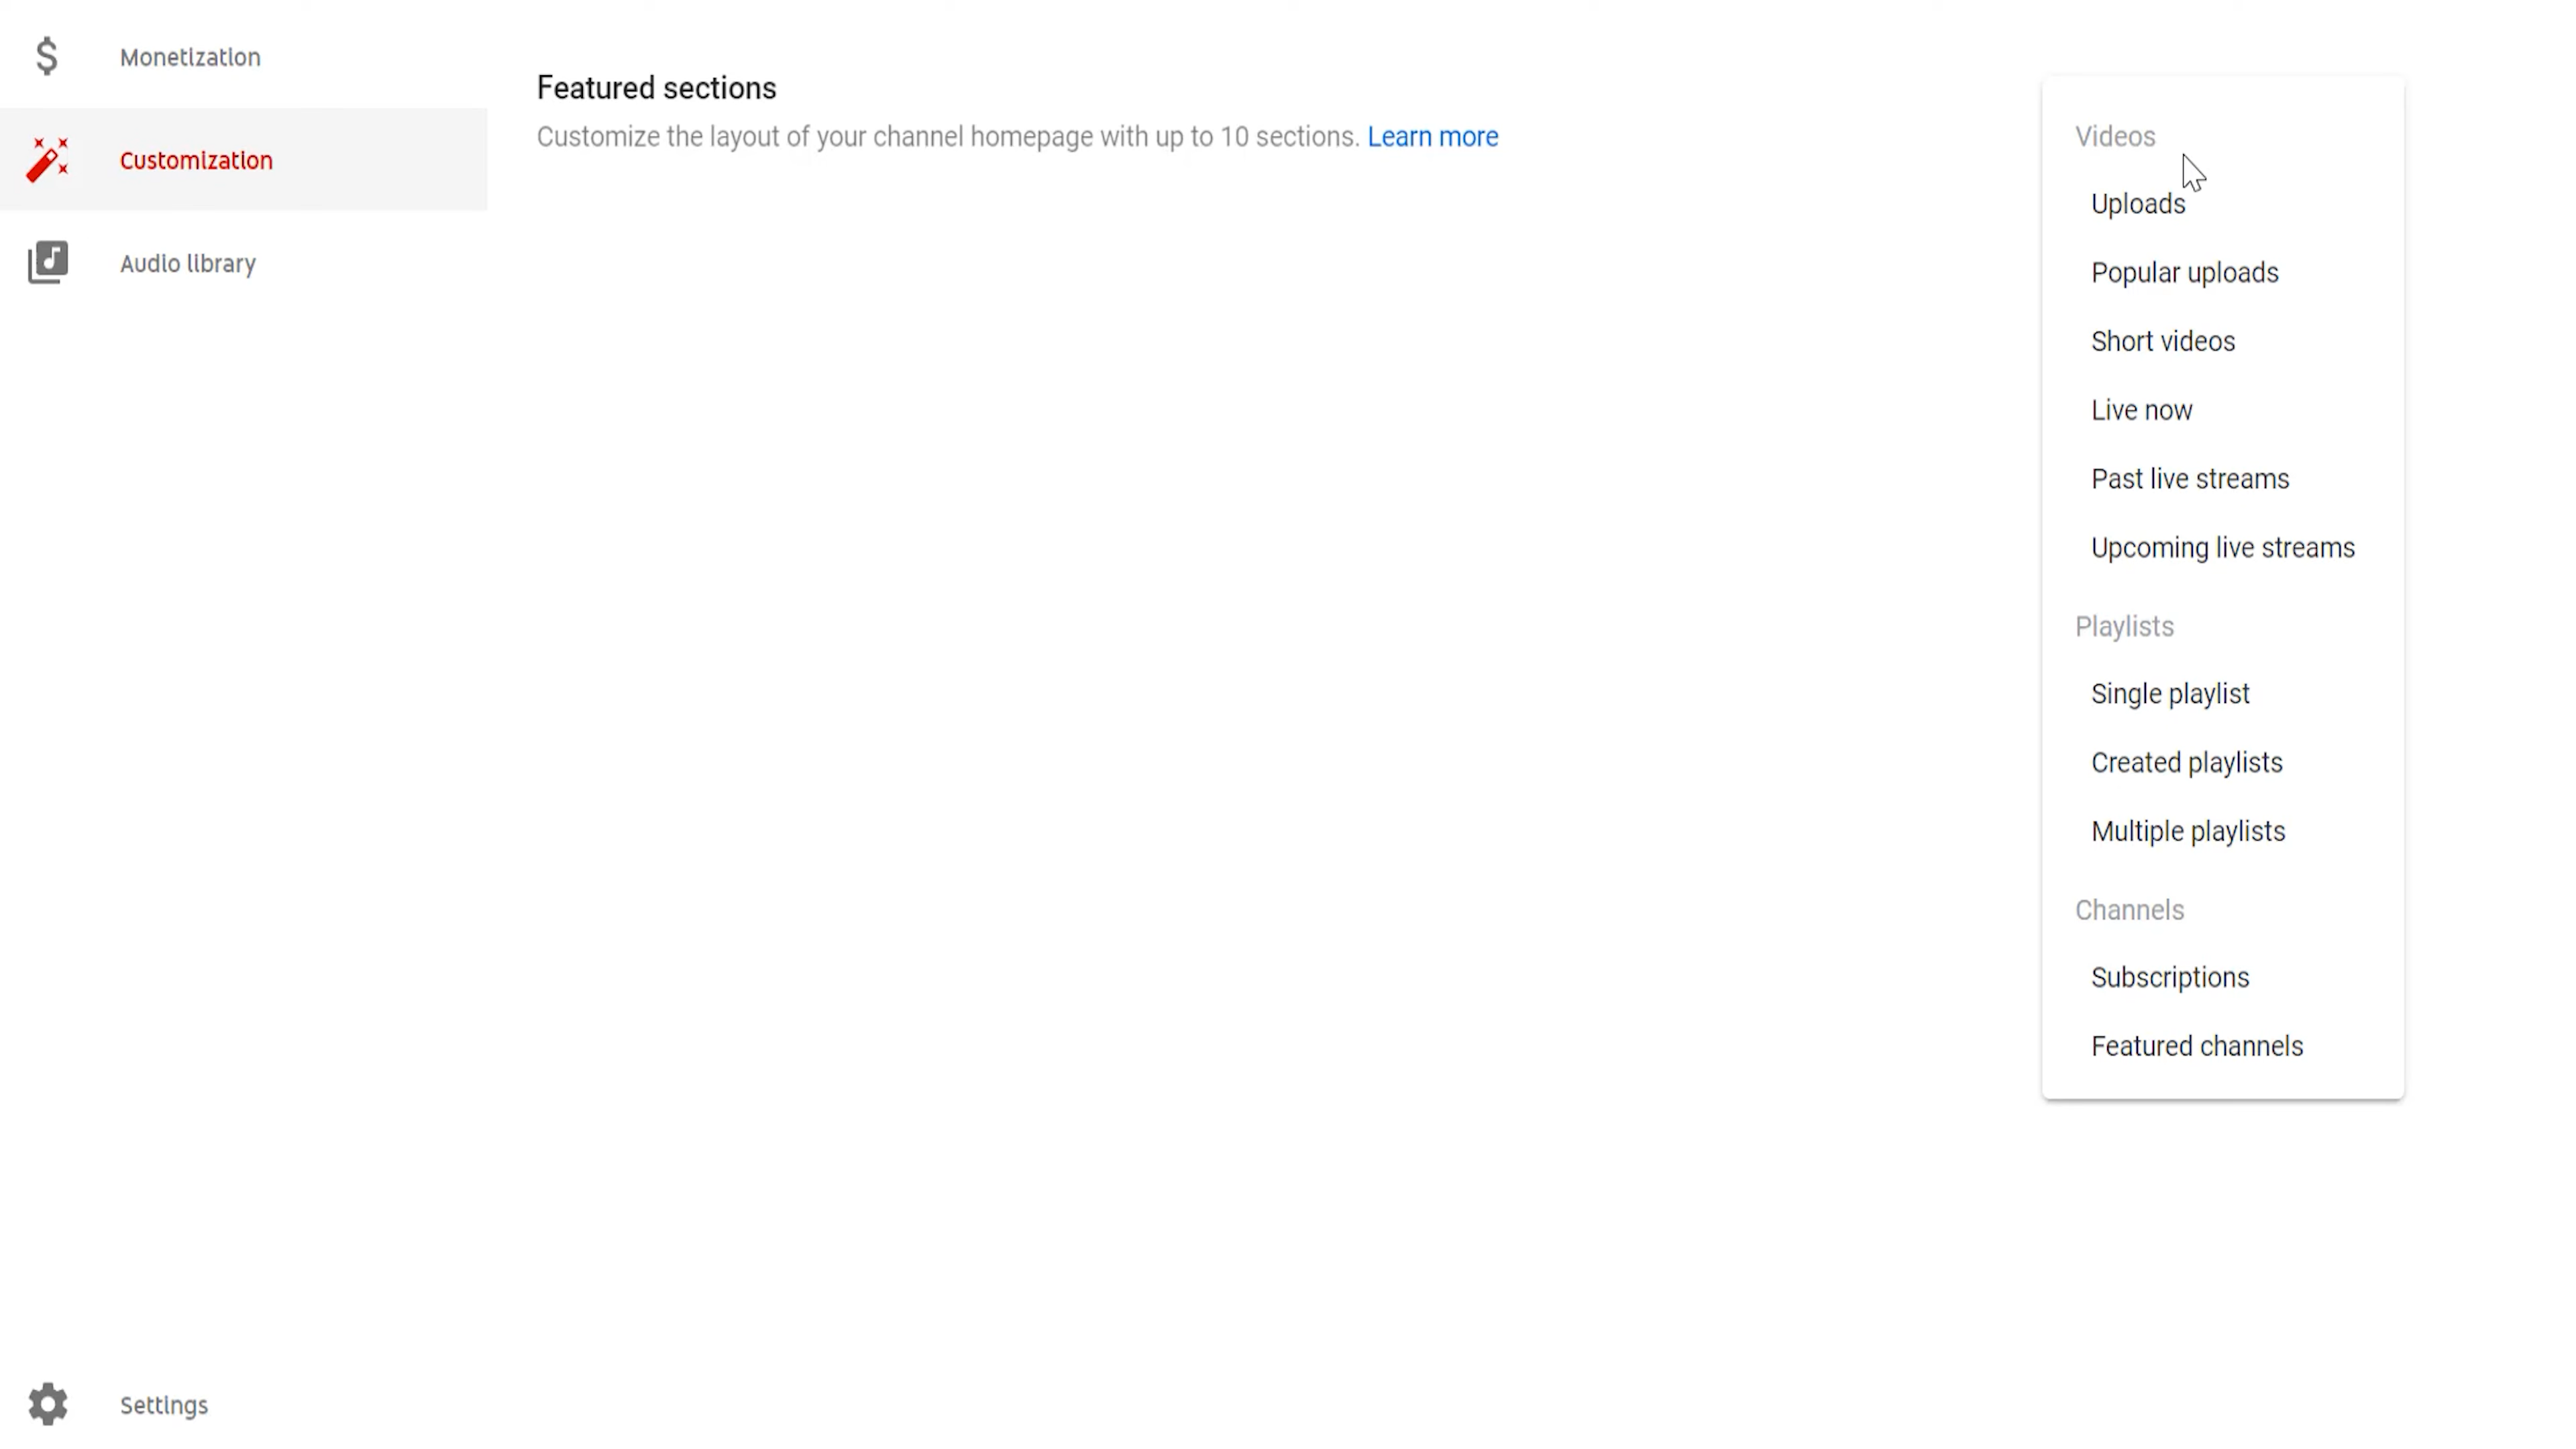 Monetization
Customization
Audio library
Settings
Featured sections
Customize the layout of your channel homepage with up to 10 sections. Learn more
Videos
Uploads
Popular uploads
Short videos
Live now
Past live streams
Upcoming live streams
Playlists
Single playlist
Created playlists
Multiple playlists
Channels
Subscriptions
Featured channels